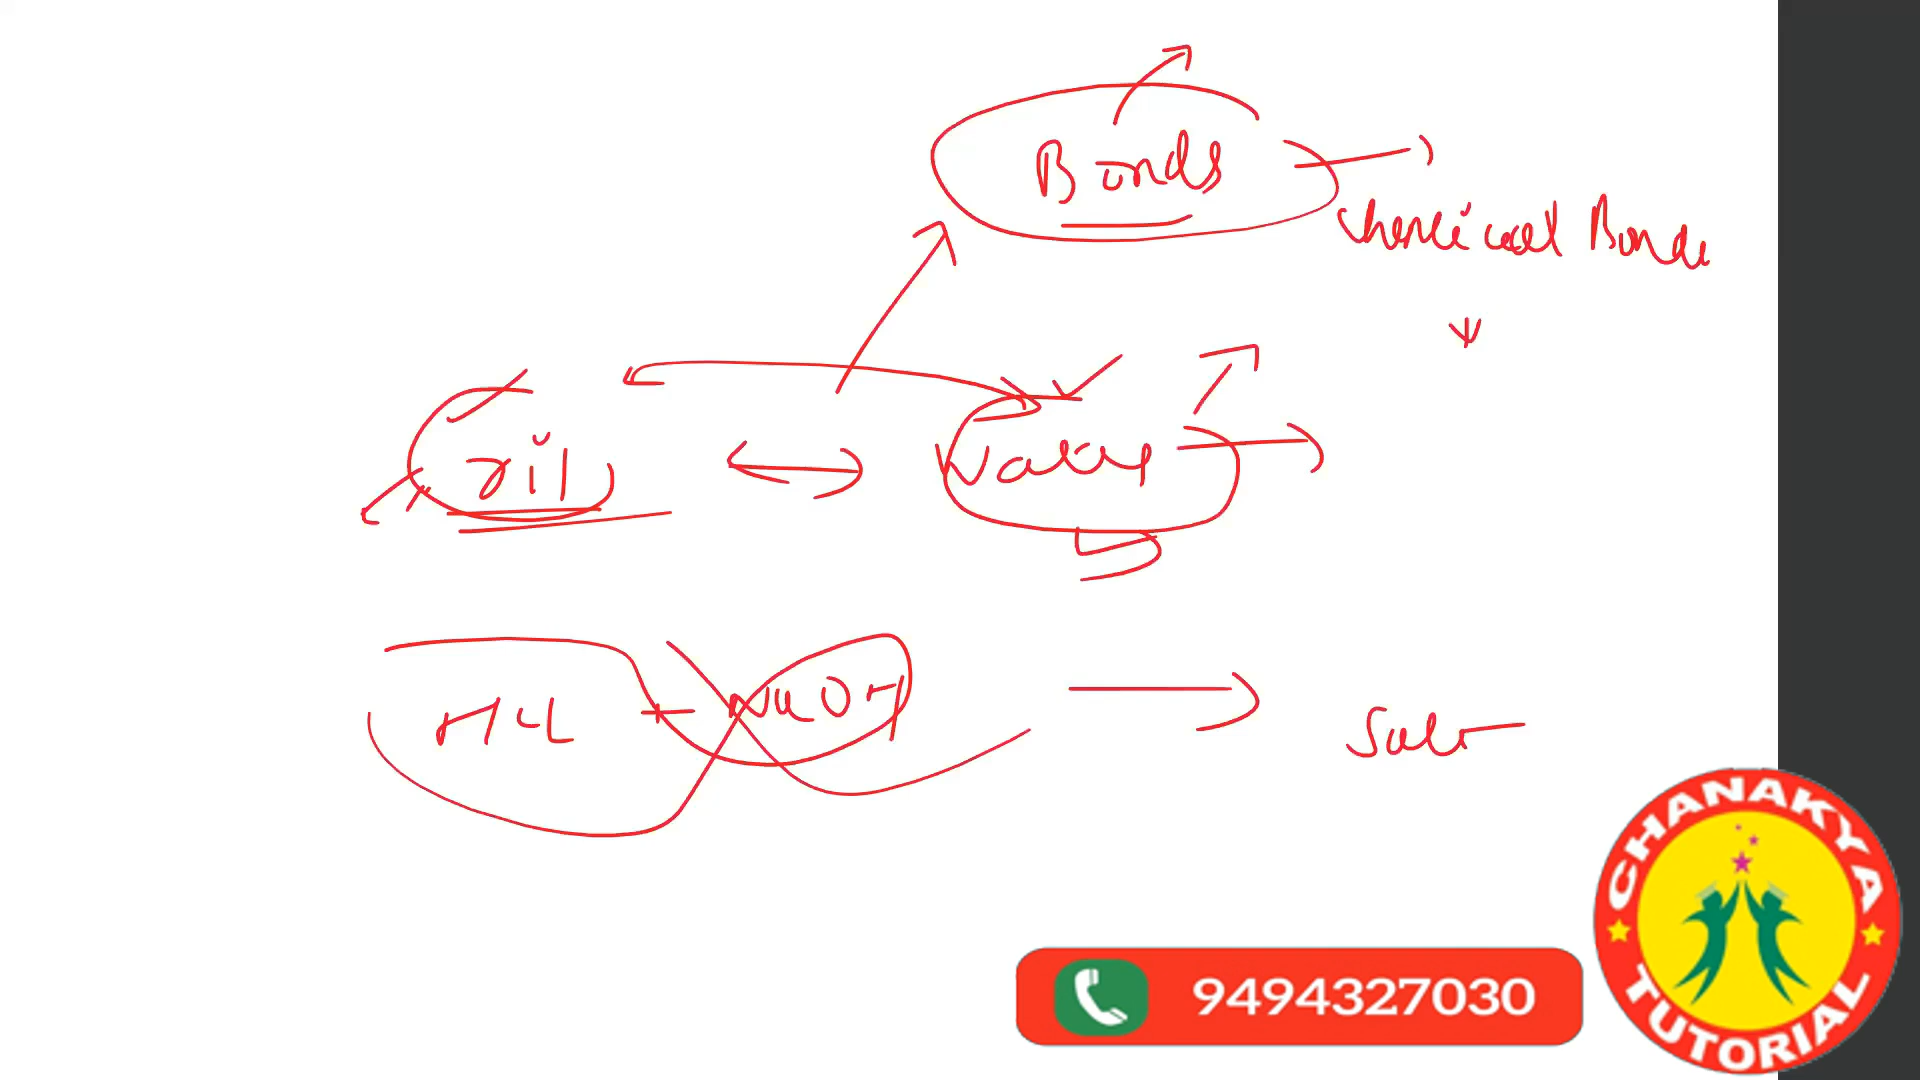 Bonds
chemical Bonds
oil
water
HCl + NaOH → Salt
9494327030
CHANAKYA
TUTORIAL